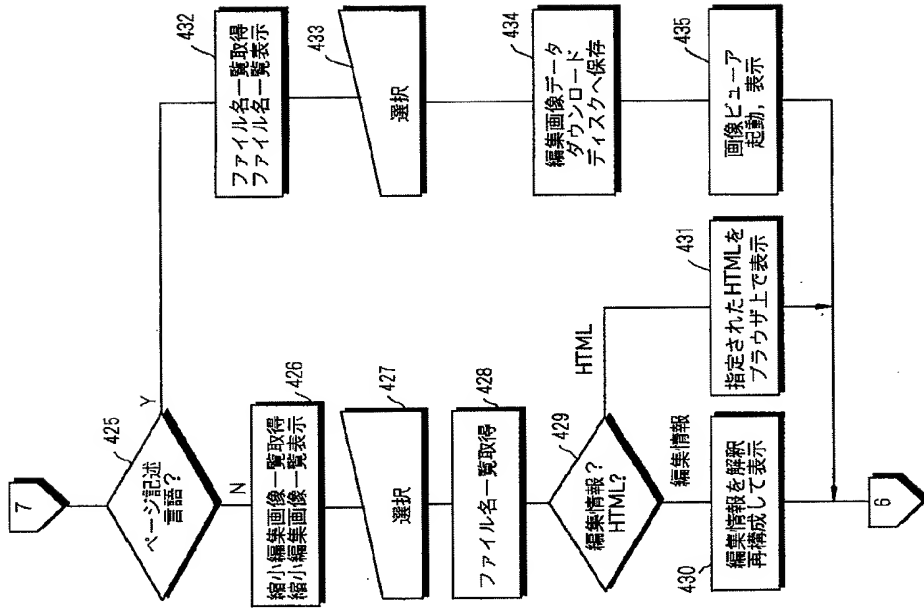 7
425
ページ記述
言語?
Y
N
426
縮小編集画像一覧取得
縮小編集画像一覧表示
427
選択
428
ファイル名一覧取得
429
編集情報?
HTML?
HTML
編集情報
430
編集情報を解釈
再構成して表示
431
指定されたHTMLを
ブラウザ上で表示
432
ファイル名一覧取得
ファイル名一覧表示
433
選択
434
編集画像データ
ダウンロード
ディスクへ保存
435
画像ビューア
起動,表示
6